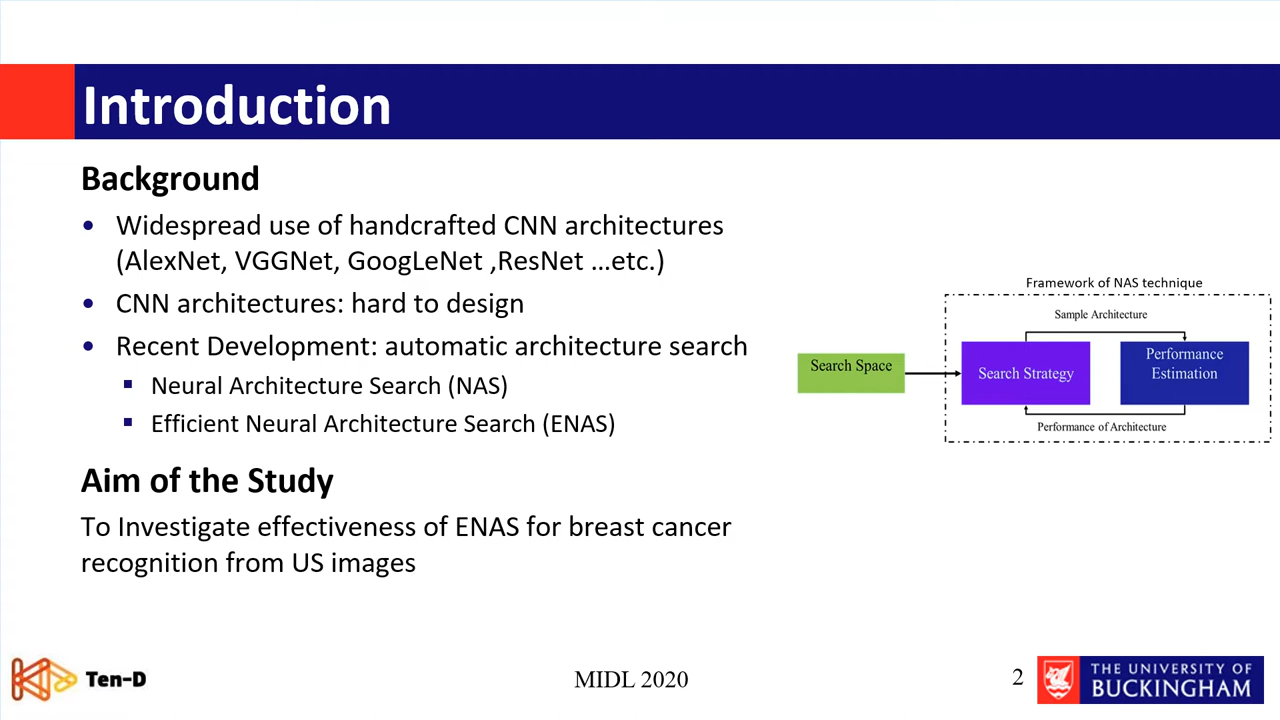 Introduction
Background
• Widespread use of handcrafted CNN architectures
(AlexNet, VGGNet, GoogLeNet ,ResNet …etc.)
• CNN architectures: hard to design
• Recent Development: automatic architecture search
▪ Neural Architecture Search (NAS)
▪ Efficient Neural Architecture Search (ENAS)
Aim of the Study
To Investigate effectiveness of ENAS for breast cancer
recognition from US images
Framework of NAS technique
Sample Architecture
Search Space
Search Strategy
Performance
Estimation
Performance of Architecture
Ten-D
MIDL 2020
2
THE UNIVERSITY OF
BUCKINGHAM